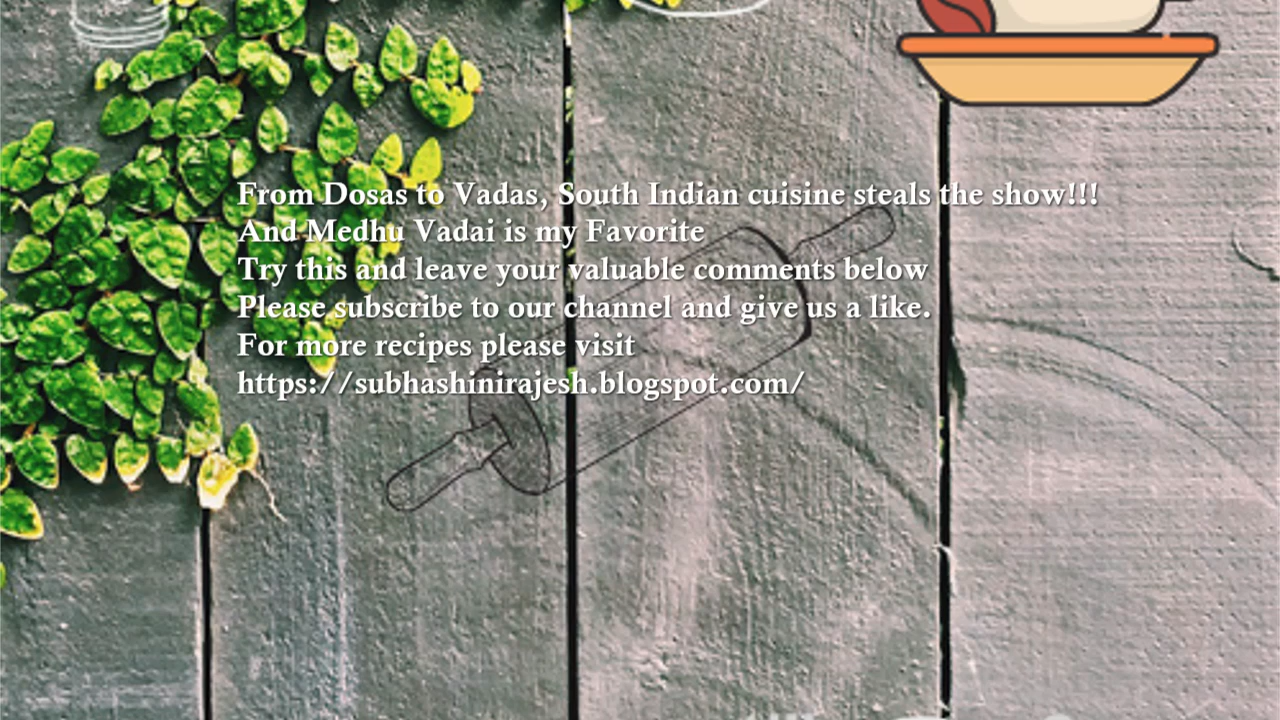 From Dosas to Vadas, South Indian cuisine steals the show!!!
And Medhu Vadai is my Favorite
Try this and leave your valuable comments below
Please subscribe to our channel and give us a like.
For more recipes please visit
https://subhashinirajesh.blogspot.com/